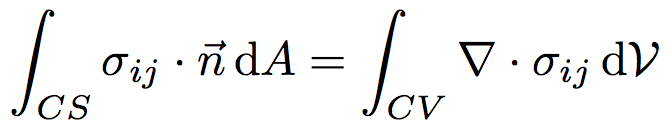 ∫_{CS} σ_{ij} · n⃗ dA = ∫_{CV} ∇ · σ_{ij} d𝒱